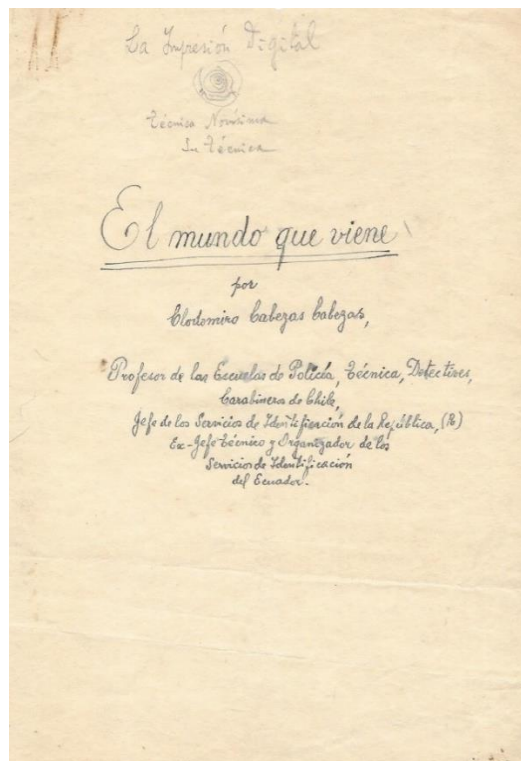 La Impresión Digital
Técnica Novísima
Su Técnica
El mundo que viene
por
Clodomiro Cabezas Cabezas,
Profesor de las Escuelas de Policía, Técnica, Detectives,
Carabineros de Chile,
Jefe de los Servicios de Identificación de la República, (R)
Ex-Jefe técnico y Organizador de los
Servicios de Identificación
del Ecuador.